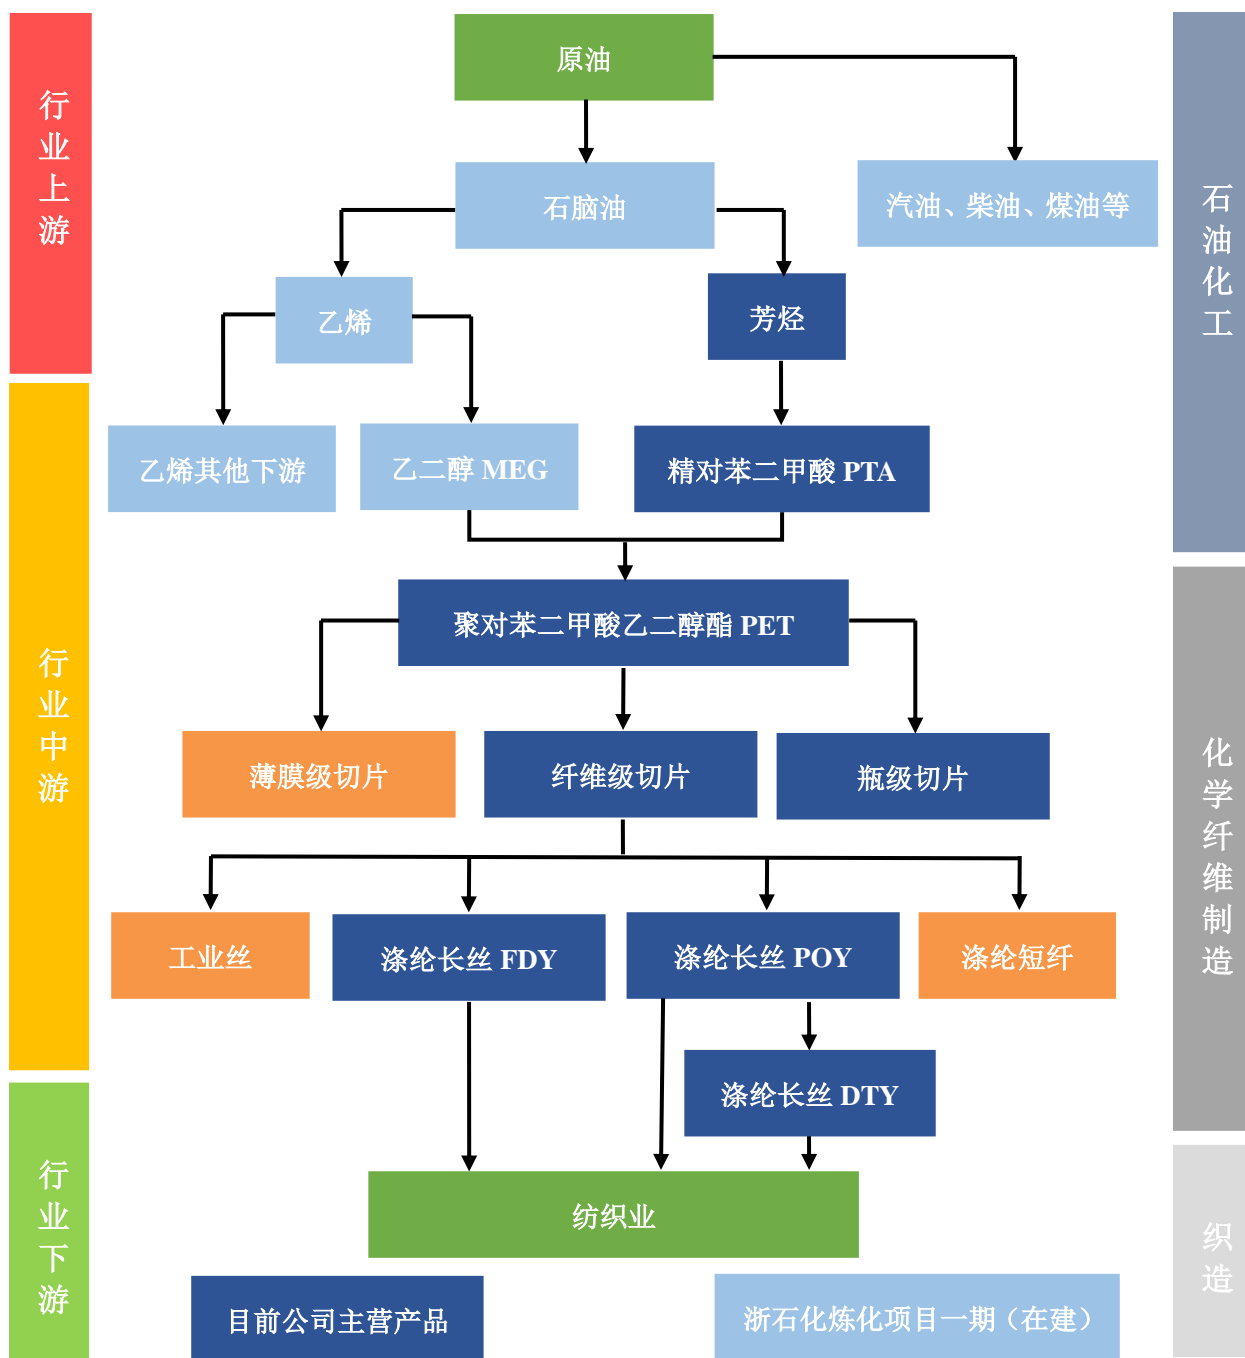 行业上游
原油
石油化工
石脑油
汽油、柴油、煤油等
乙烯
芳烃
行业中游
乙烯其他下游
乙二醇 MEG
精对苯二甲酸 PTA
聚对苯二甲酸乙二醇酯 PET
化学纤维制造
薄膜级切片
纤维级切片
瓶级切片
工业丝
涤纶长丝 FDY
涤纶长丝 POY
涤纶短纤
涤纶长丝 DTY
行业下游
纺织业
织造
目前公司主营产品
浙石化炼化项目一期（在建）